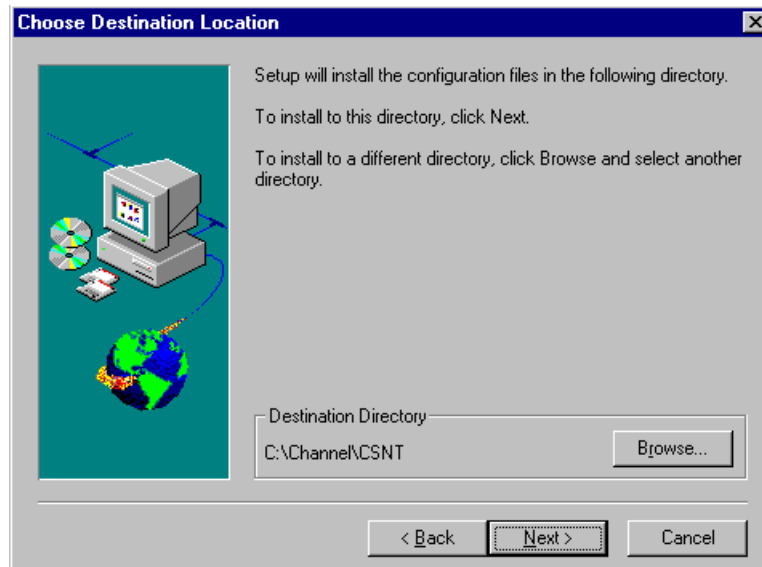 Choose Destination Location
Setup will install the configuration files in the following directory.
To install to this directory, click Next.
To install to a different directory, click Browse and select another
directory.
Destination Directory
C:\Channel\CSNT
Browse...
< Back
Next >
Cancel